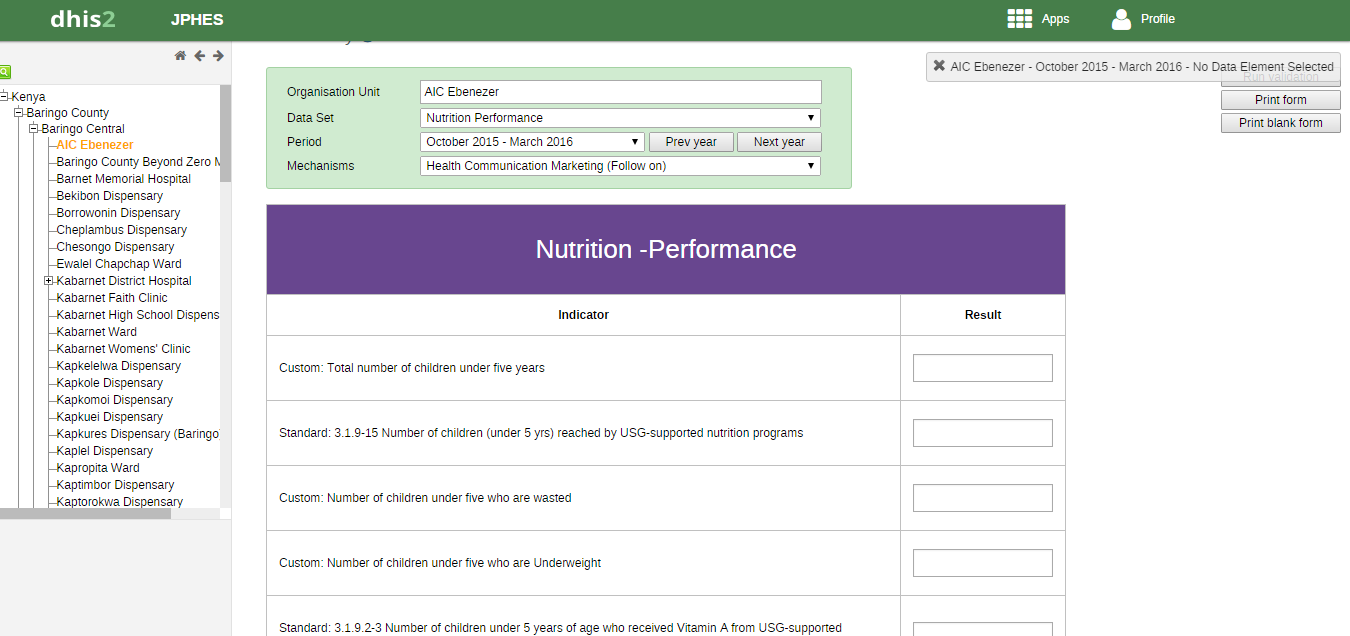 dhis2 JPHES Apps Profile
AIC Ebenezer - October 2015 - March 2016 - No Data Element Selected
Run validation
Print form
Print blank form
Kenya
Baringo County
Baringo Central
AIC Ebenezer
Baringo County Beyond Zero M
Barnet Memorial Hospital
Bekibon Dispensary
Borrowonin Dispensary
Cheplambus Dispensary
Chesongo Dispensary
Ewalel Chapchap Ward
Kabarnet District Hospital
Kabarnet Faith Clinic
Kabarnet High School Dispens
Kabarnet Ward
Kabarnet Womens' Clinic
Kapkelelwa Dispensary
Kapkole Dispensary
Kapkomoi Dispensary
Kapkuei Dispensary
Kapkures Dispensary (Baringo
Kaplel Dispensary
Kapropita Ward
Kaptimbor Dispensary
Kaptorokwa Dispensary
Organisation Unit AIC Ebenezer
Data Set Nutrition Performance
Period October 2015 - March 2016 Prev year Next year
Mechanisms Health Communication Marketing (Follow on)
Nutrition -Performance
Indicator Result
Custom: Total number of children under five years
Standard: 3.1.9-15 Number of children (under 5 yrs) reached by USG-supported nutrition programs
Custom: Number of children under five who are wasted
Custom: Number of children under five who are Underweight
Standard: 3.1.9.2-3 Number of children under 5 years of age who received Vitamin A from USG-supported